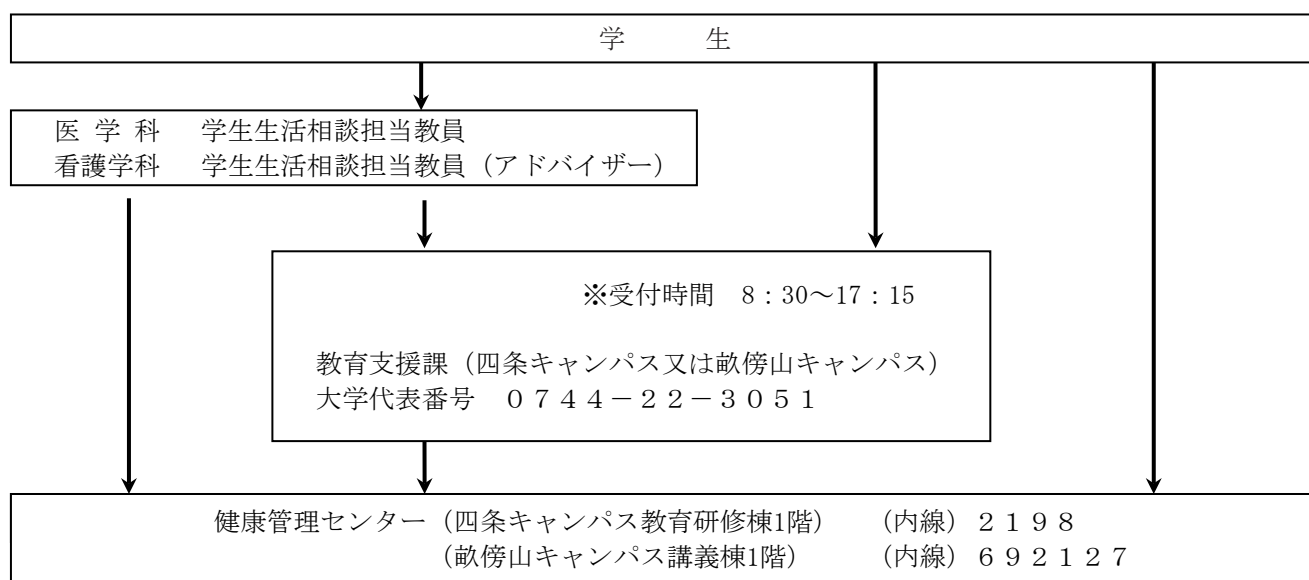 学　　生
医 学 科　学生生活相談担当教員
看護学科　学生生活相談担当教員（アドバイザー）
※受付時間　8：30～17：15
教育支援課（四条キャンパス又は畝傍山キャンパス）
大学代表番号　０７４４－２２－３０５１
健康管理センター（四条キャンパス教育研修棟1階）　（内線）２１９８
（畝傍山キャンパス講義棟1階）　（内線）６９２１２７